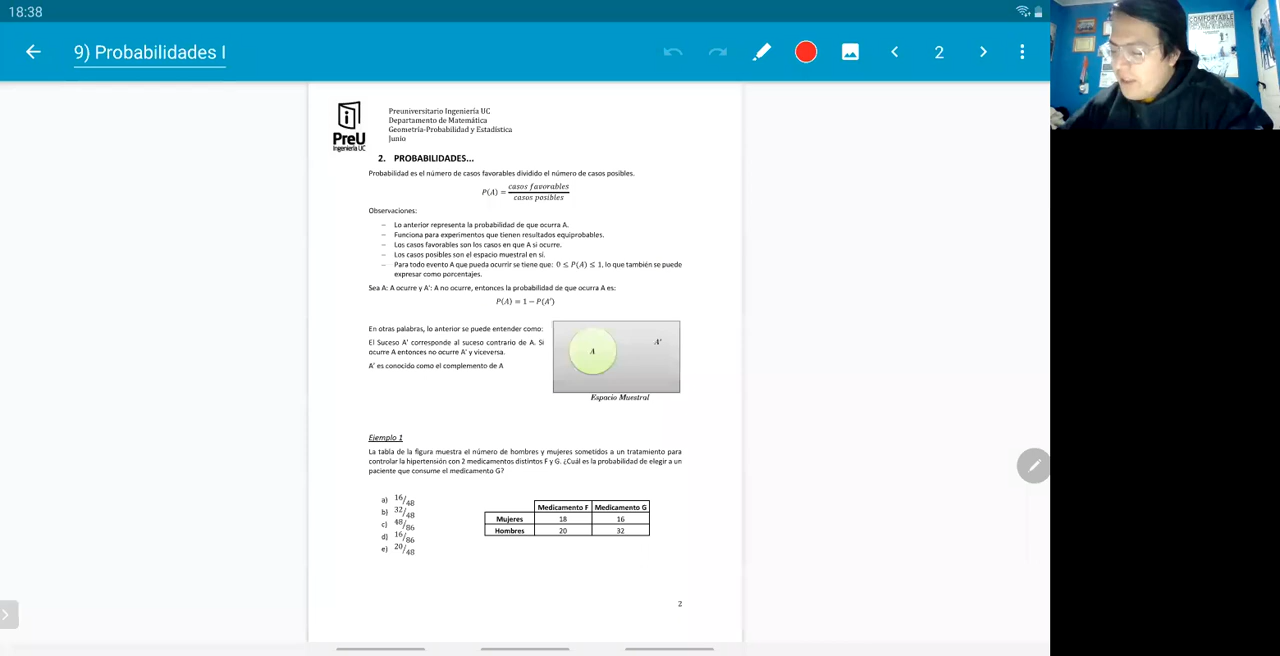 18:38
9) Probabilidades I
2
COMFORTABLE
PreU
Ingeniería UC
Preuniversitario Ingeniería UC
Departamento de Matemática
Geometría-Probabilidad y Estadística
Junio
2. PROBABILIDADES...
Probabilidad es el número de casos favorables dividido el número de casos posibles.
P(A) = casos favorables / casos posibles
Observaciones:
– Lo anterior representa la probabilidad de que ocurra A.
– Funciona para experimentos que tienen resultados equiprobables.
– Los casos favorables son los casos en que A si ocurre.
– Los casos posibles son el espacio muestral en sí.
– Para todo evento A que pueda ocurrir se tiene que: 0 ≤ P(A) ≤ 1, lo que también se puede
expresar como porcentajes.
Sea A: A ocurre y A': A no ocurre, entonces la probabilidad de que ocurra A es:
P(A) = 1 − P(A')
En otras palabras, lo anterior se puede entender como:
El Suceso A' corresponde al suceso contrario de A. Si
ocurre A entonces no ocurre A' y viceversa.
A' es conocido como el complemento de A
A
A'
Espacio Muestral
Ejemplo 1
La tabla de la figura muestra el número de hombres y mujeres sometidos a un tratamiento para
controlar la hipertensión con 2 medicamentos distintos F y G. ¿Cuál es la probabilidad de elegir a un
paciente que consume el medicamento G?
a) 16/48
b) 32/48
c) 48/86
d) 16/86
e) 20/48
Medicamento F Medicamento G
Mujeres 18 16
Hombres 20 32
2